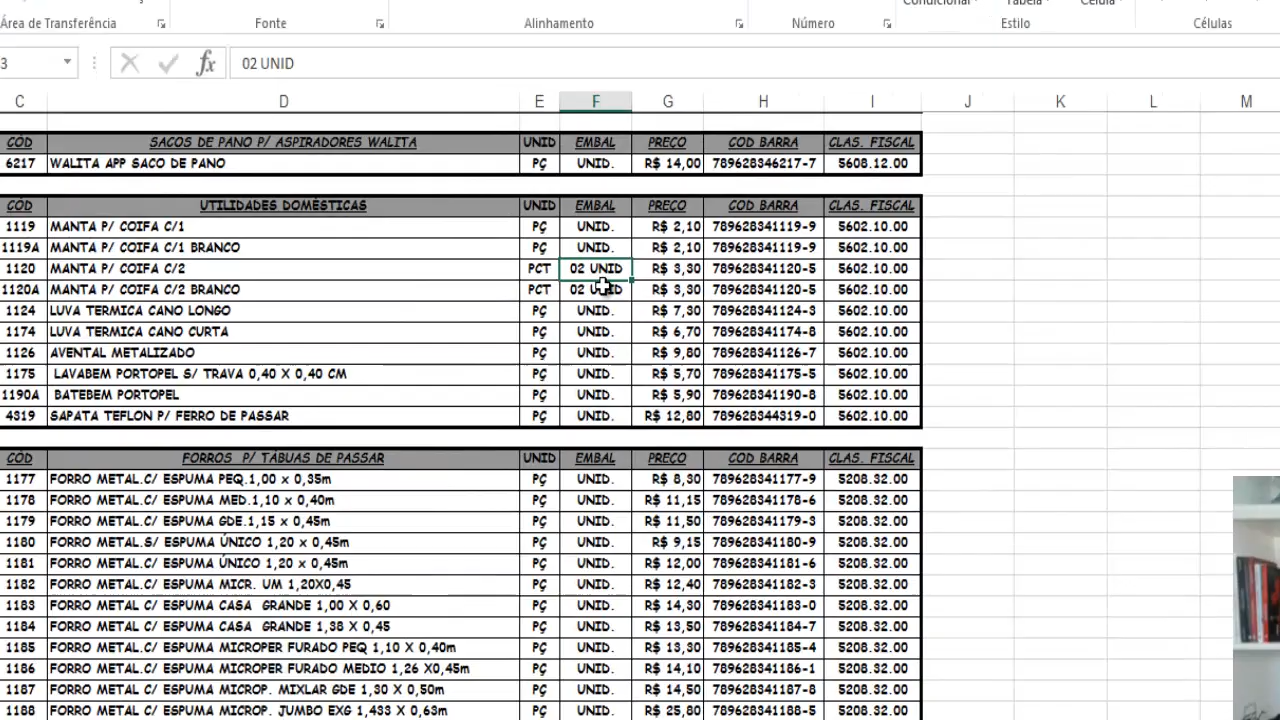 Condicional Tabela Célula
Área de Transferência Fonte Alinhamento Número Estilo Células
3 fx 02 UNID
C D E F G H I J K L M
CÓD SACOS DE PANO P/ ASPIRADORES WALITA UNID EMBAL PREÇO COD BARRA CLAS. FISCAL
6217 WALITA APP SACO DE PANO PÇ UNID. R$ 14,00 789628346217-7 5608.12.00
CÓD UTILIDADES DOMÉSTICAS UNID EMBAL PREÇO COD BARRA CLAS. FISCAL
1119 MANTA P/ COIFA C/1 PÇ UNID. R$ 2,10 789628341119-9 5602.10.00
1119A MANTA P/ COIFA C/1 BRANCO PÇ UNID. R$ 2,10 789628341119-9 5602.10.00
1120 MANTA P/ COIFA C/2 PCT 02 UNID R$ 3,30 789628341120-5 5602.10.00
1120A MANTA P/ COIFA C/2 BRANCO PCT 02 UNID R$ 3,30 789628341120-5 5602.10.00
1124 LUVA TERMICA CANO LONGO PÇ UNID. R$ 7,30 789628341124-3 5602.10.00
1174 LUVA TERMICA CANO CURTA PÇ UNID. R$ 6,70 789628341174-8 5602.10.00
1126 AVENTAL METALIZADO PÇ UNID. R$ 9,80 789628341126-7 5602.10.00
1175 LAVABEM PORTOPEL S/ TRAVA 0,40 X 0,40 CM PÇ UNID. R$ 5,70 789628341175-5 5602.10.00
1190A BATEBEM PORTOPEL PÇ UNID. R$ 5,90 789628341190-8 5602.10.00
4319 SAPATA TEFLON P/ FERRO DE PASSAR PÇ UNID. R$ 12,80 789628344319-0 5602.10.00
CÓD FORROS P/ TÁBUAS DE PASSAR UNID EMBAL PREÇO COD BARRA CLAS. FISCAL
1177 FORRO METAL.C/ ESPUMA PEQ.1,00 x 0,35m PÇ UNID. R$ 8,30 789628341177-9 5208.32.00
1178 FORRO METAL.C/ ESPUMA MED.1,10 x 0,40m PÇ UNID. R$ 11,15 789628341178-6 5208.32.00
1179 FORRO METAL.C/ ESPUMA GDE.1,15 x 0,45m PÇ UNID. R$ 11,50 789628341179-3 5208.32.00
1180 FORRO METAL.S/ ESPUMA ÚNICO 1,20 x 0,45m PÇ UNID. R$ 9,15 789628341180-9 5208.32.00
1181 FORRO METAL.C/ ESPUMA ÚNICO 1,20 x 0,45m PÇ UNID. R$ 12,00 789628341181-6 5208.32.00
1182 FORRO METAL C/ ESPUMA MICR. UM 1,20X0,45 PÇ UNID. R$ 12,40 789628341182-3 5208.32.00
1183 FORRO METAL C/ ESPUMA CASA GRANDE 1,00 X 0,60 PÇ UNID. R$ 14,30 789628341183-0 5208.32.00
1184 FORRO METAL C/ ESPUMA CASA GRANDE 1,38 X 0,45 PÇ UNID. R$ 13,50 789628341184-7 5208.32.00
1185 FORRO METAL C/ ESPUMA MICROPER FURADO PEQ 1,10 X 0,40m PÇ UNID. R$ 13,30 789628341185-4 5208.32.00
1186 FORRO METAL C/ ESPUMA MICROPER FURADO MEDIO 1,26 X0,45m PÇ UNID. R$ 14,10 789628341186-1 5208.32.00
1187 FORRO METAL C/ ESPUMA MICROP. MIXLAR GDE 1,30 X 0,50m PÇ UNID. R$ 14,50 789628341187-8 5208.32.00
1188 FORRO METAL C/ ESPUMA MICROP. JUMBO EXG 1,433 X 0,63m PÇ UNID. R$ 25,80 789628341188-5 5208.32.00